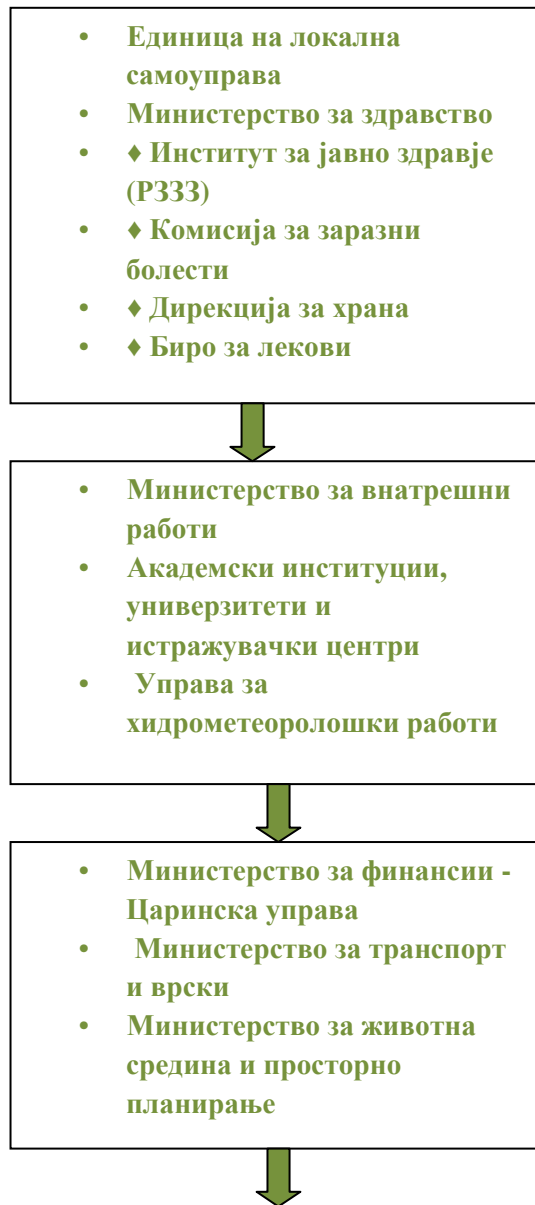 • Единица на локална
самоуправа
• Министерство за здравство
• ♦ Институт за јавно здравје
(РЗЗЗ)
• ♦ Комисија за заразни
болести
• ♦ Дирекција за храна
• ♦ Биро за лекови
• Министерство за внатрешни
работи
• Академски институции,
универзитети и
истражувачки центри
• Управа за
хидрометеоролошки работи
• Министерство за финансии -
Царинска управа
• Министерство за транспорт
и врски
• Министерство за животна
средина и просторно
планирање